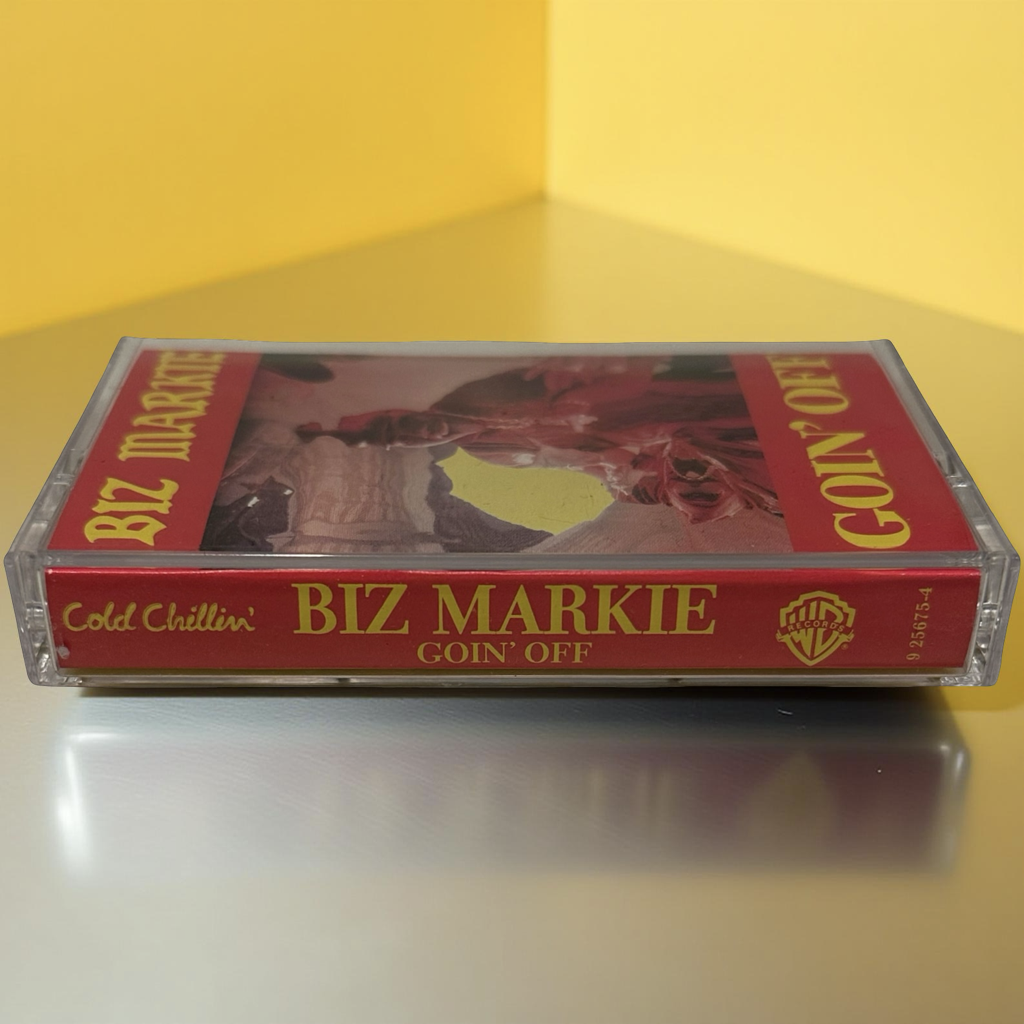 BIZ MARKIE
GOIN' OFF
Cold Chillin'
BIZ MARKIE
GOIN' OFF
WB
RECORDS
®
9 25675-4